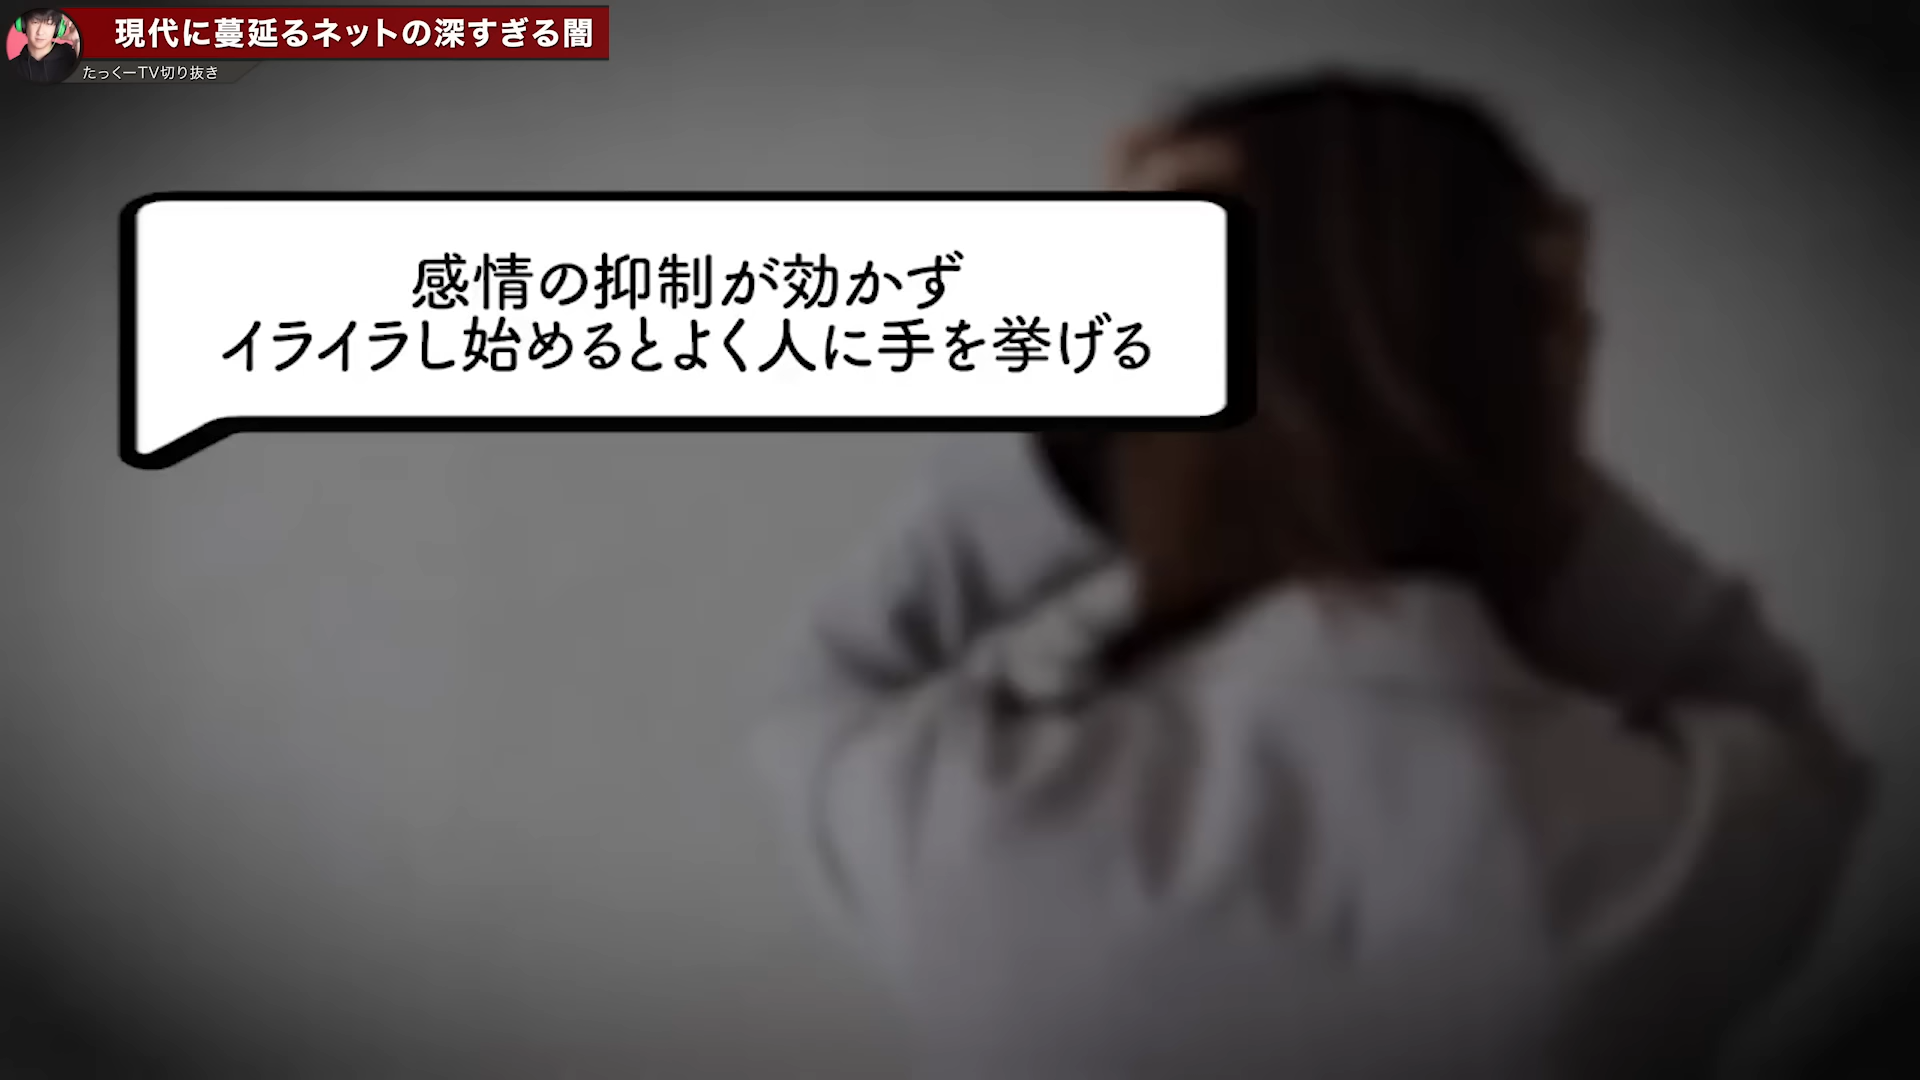 現代に蔓延るネットの深すぎる闇
たっくーTV切り抜き
感情の抑制が効かず
イライラし始めるとよく人に手を挙げる